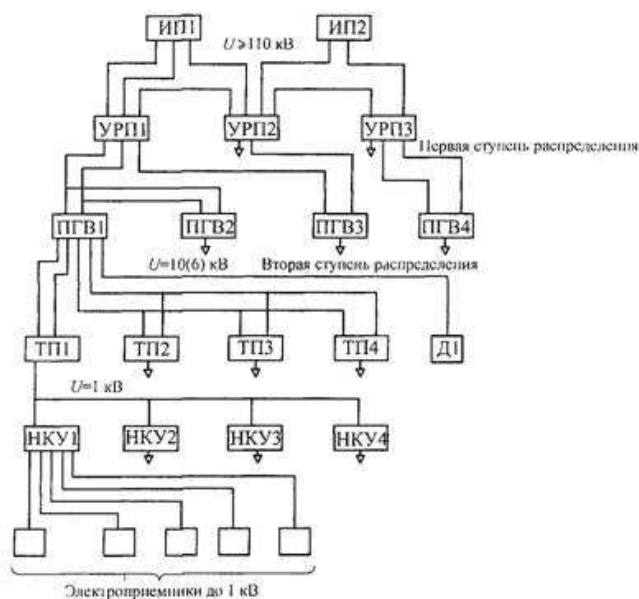 ИП1 ИП2
U⩾110 кВ
УРП1 УРП2 УРП3
Первая ступень распределения
ПГВ1 ПГВ2 ПГВ3 ПГВ4
U=10(6) кВ Вторая ступень распределения
ТП1 ТП2 ТП3 ТП4 Д1
U=1 кВ
НКУ1 НКУ2 НКУ3 НКУ4
Электроприемники до 1 кВ